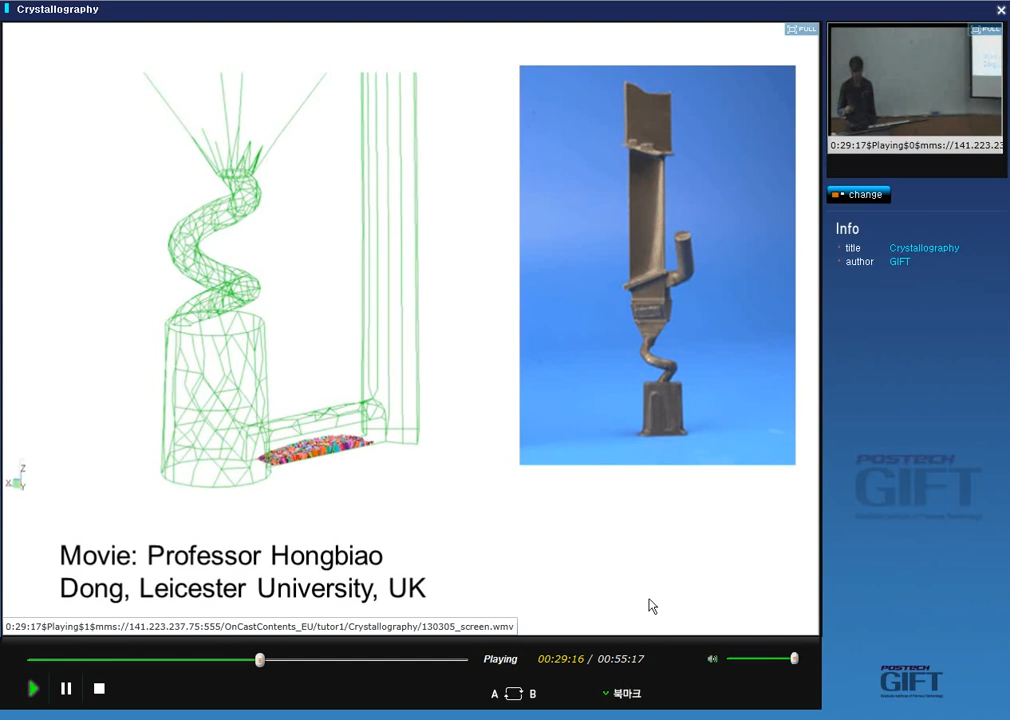 Crystallography
FULL
FULL
0:29:17$Playing$0$mms://141.223.23
change
Info
title Crystallography
author GIFT
Z
X
Y
Movie: Professor Hongbiao
Dong, Leicester University, UK
0:29:17$Playing$1$mms://141.223.237.75:555/OnCastContents_EU/tutor1/Crystallography/130305_screen.wmv
POSTECH
GIFT
Playing 00:29:16 / 00:55:17
A B 북마크
POSTECH
GIFT